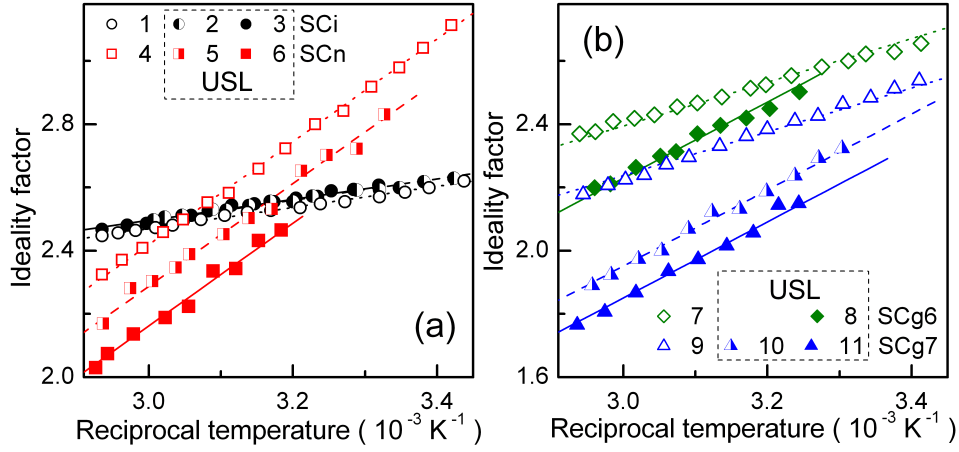 1 2 3 SCi
4 5 6 SCn
USL
Ideality factor
2.8
2.4
2.0
(a)
3.0 3.2 3.4
Reciprocal temperature ( 10⁻³ K⁻¹)
(b)
Ideality factor
2.4
2.0
1.6
USL
7 8 SCg6
9 10 11 SCg7
3.0 3.2 3.4
Reciprocal temperature ( 10⁻³ K⁻¹)